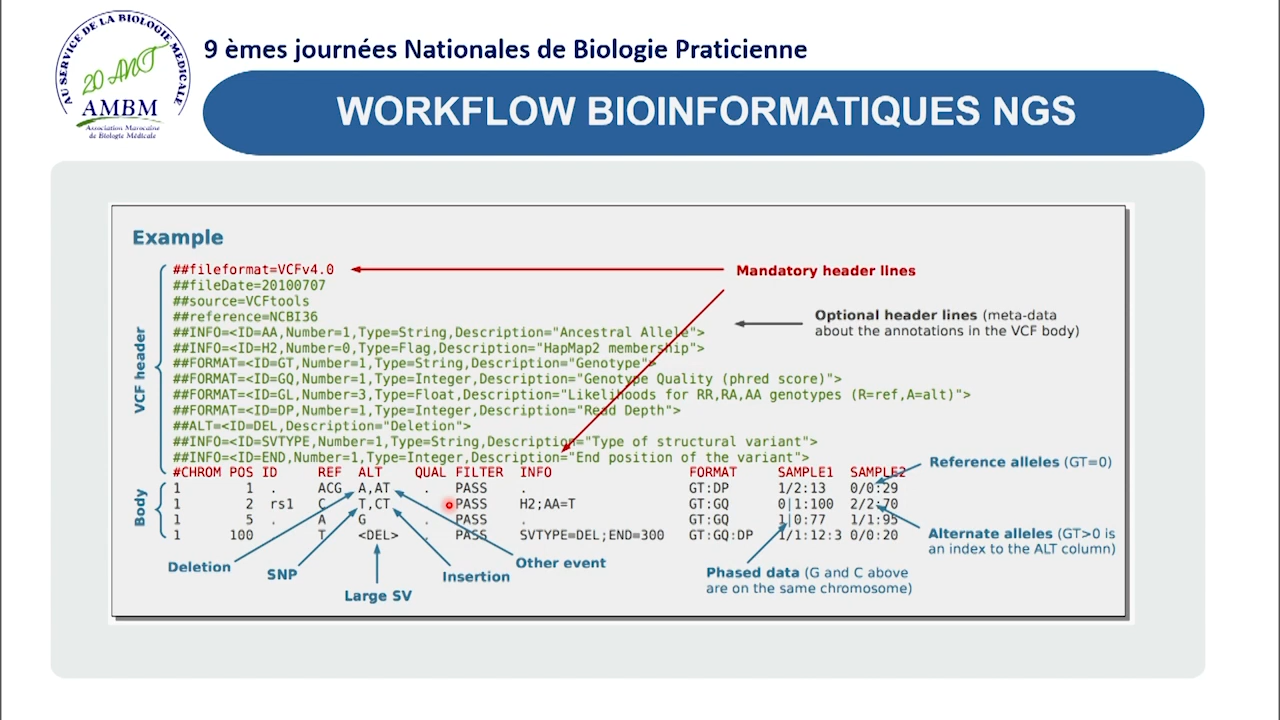 AU SERVICE DE LA BIOLOGIE MÉDICALE
20 ANS
AMBM
Association Marocaine
de Biologie Médicale
9 èmes journées Nationales de Biologie Praticienne
WORKFLOW BIOINFORMATIQUES NGS
Example
VCF header
##fileformat=VCFv4.0
Mandatory header lines
##fileDate=20100707
##source=VCFtools
##reference=NCBI36
Optional header lines (meta-data
about the annotations in the VCF body)
##INFO=<ID=AA,Number=1,Type=String,Description="Ancestral Allele">
##INFO=<ID=H2,Number=0,Type=Flag,Description="HapMap2 membership">
##FORMAT=<ID=GT,Number=1,Type=String,Description="Genotype">
##FORMAT=<ID=GQ,Number=1,Type=Integer,Description="Genotype Quality (phred score)">
##FORMAT=<ID=GL,Number=3,Type=Float,Description="Likelihoods for RR,RA,AA genotypes (R=ref,A=alt)">
##FORMAT=<ID=DP,Number=1,Type=Integer,Description="Read Depth">
##ALT=<ID=DEL,Description="Deletion">
##INFO=<ID=SVTYPE,Number=1,Type=String,Description="Type of structural variant">
##INFO=<ID=END,Number=1,Type=Integer,Description="End position of the variant">
#CHROM POS ID REF ALT QUAL FILTER INFO FORMAT SAMPLE1 SAMPLE2
Body
1 1 . ACG A,AT . PASS . GT:DP 1/2:13 0/0:29
1 2 rs1 C T,CT PASS H2;AA=T GT:GQ 0|1:100 2/2:70
1 5 . A G . PASS . GT:GQ 1|0:77 1/1:95
1 100 T <DEL> . PASS SVTYPE=DEL;END=300 GT:GQ:DP 1/1:12:3 0/0:20
Reference alleles (GT=0)
Alternate alleles (GT>0 is
an index to the ALT column)
Deletion
SNP
Large SV
Insertion
Other event
Phased data (G and C above
are on the same chromosome)